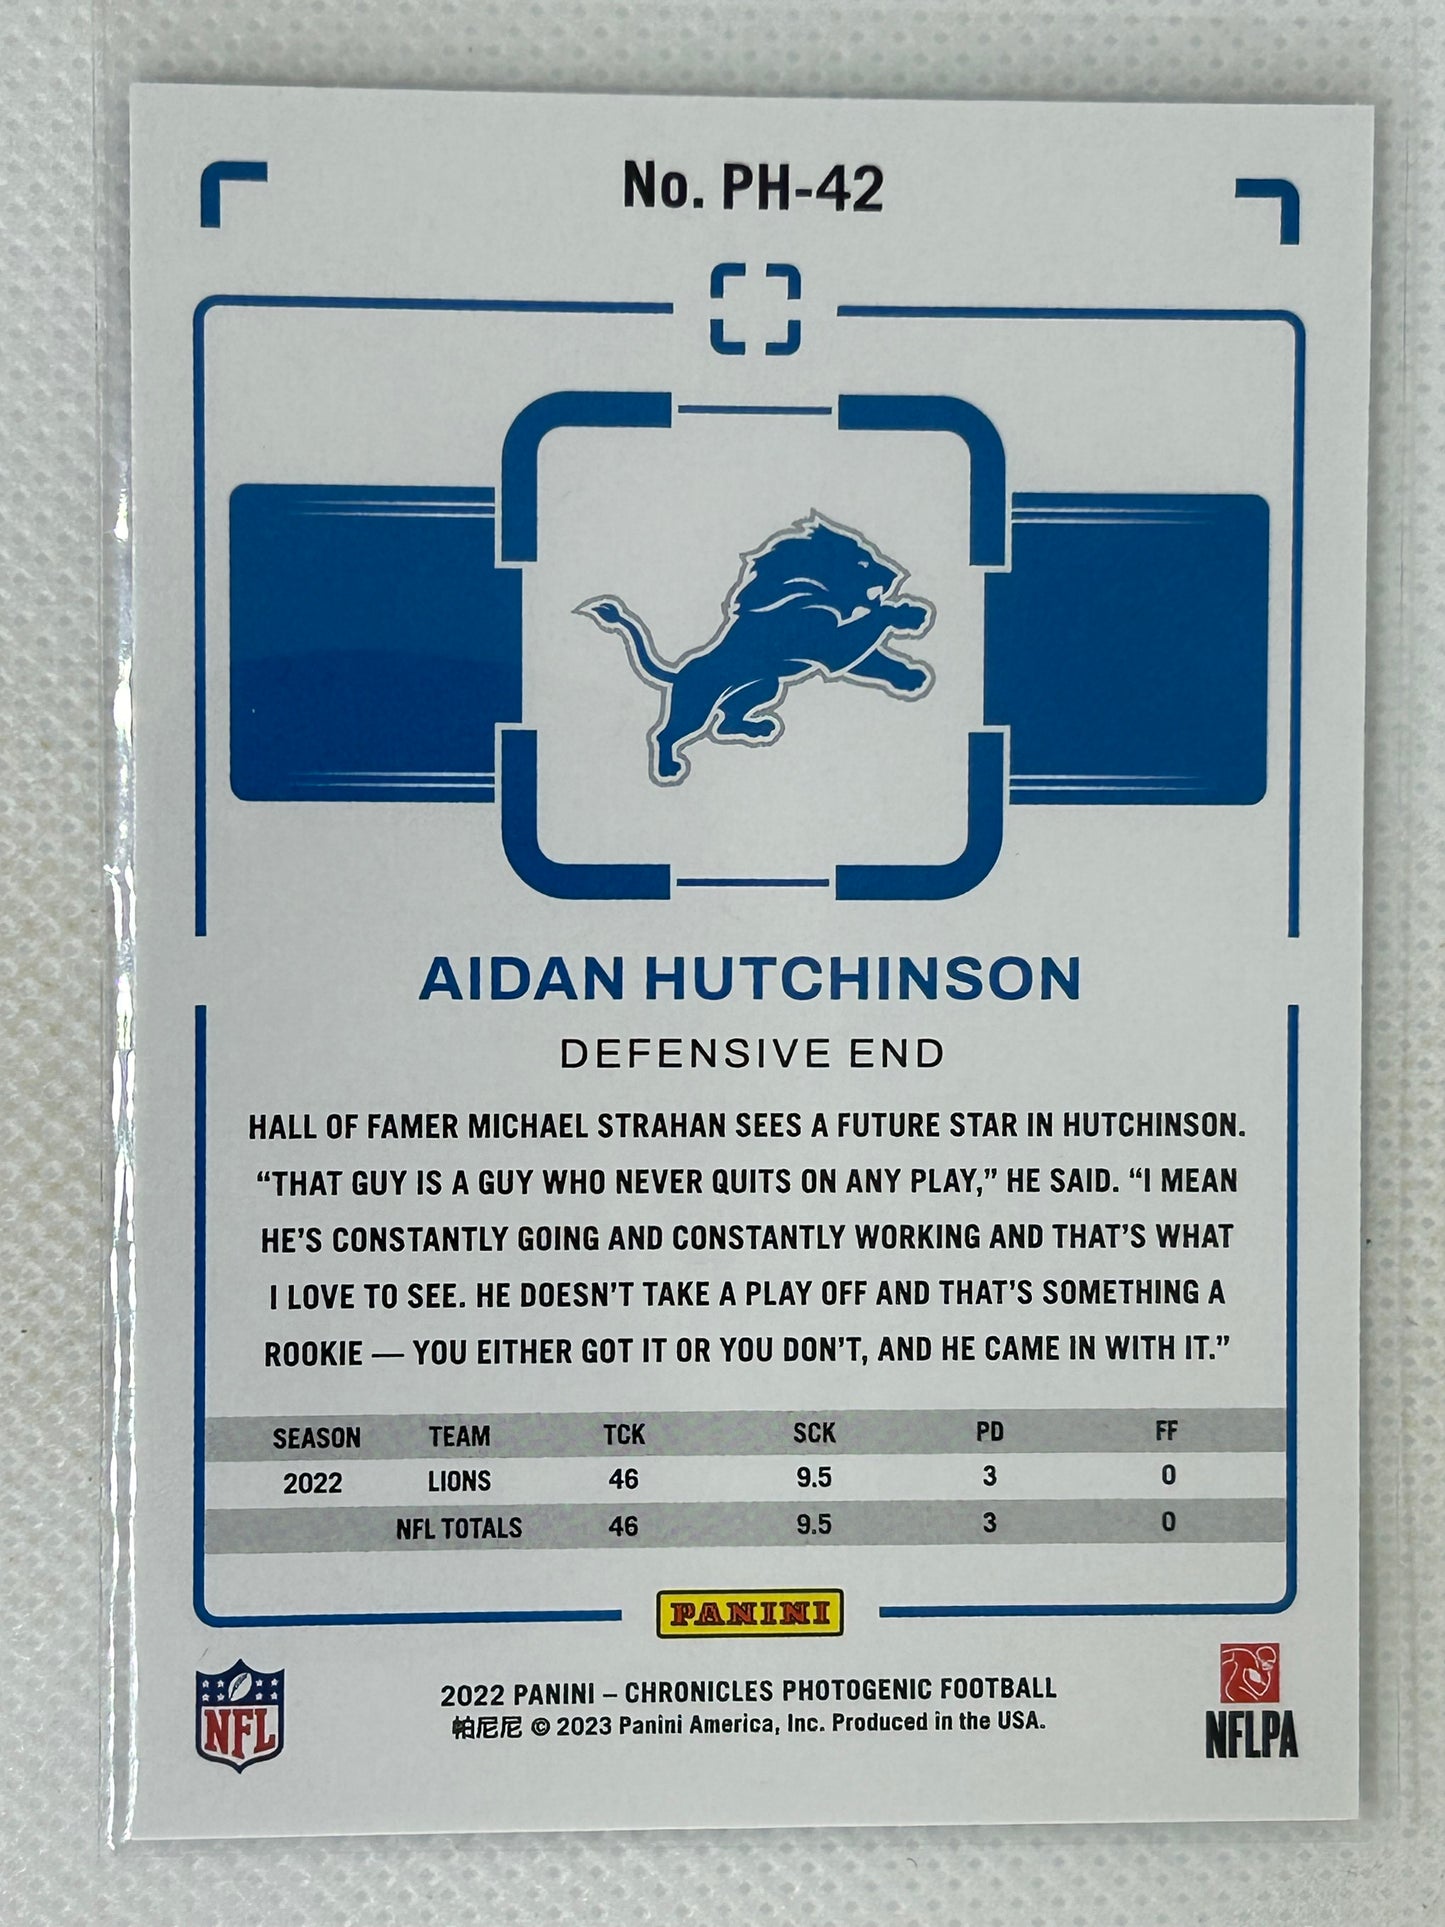 No. PH-42
AIDAN HUTCHINSON
DEFENSIVE END
HALL OF FAMER MICHAEL STRAHAN SEES A FUTURE STAR IN HUTCHINSON.
“THAT GUY IS A GUY WHO NEVER QUITS ON ANY PLAY,” HE SAID. “I MEAN
HE’S CONSTANTLY GOING AND CONSTANTLY WORKING AND THAT’S WHAT
I LOVE TO SEE. HE DOESN’T TAKE A PLAY OFF AND THAT’S SOMETHING A
ROOKIE — YOU EITHER GOT IT OR YOU DON’T, AND HE CAME IN WITH IT.”
SEASON TEAM TCK SCK PD FF
2022 LIONS 46 9.5 3 0
NFL TOTALS 46 9.5 3 0
PANINI
NFL
2022 PANINI – CHRONICLES PHOTOGENIC FOOTBALL
帕尼尼 © 2023 Panini America, Inc. Produced in the USA.
NFLPA